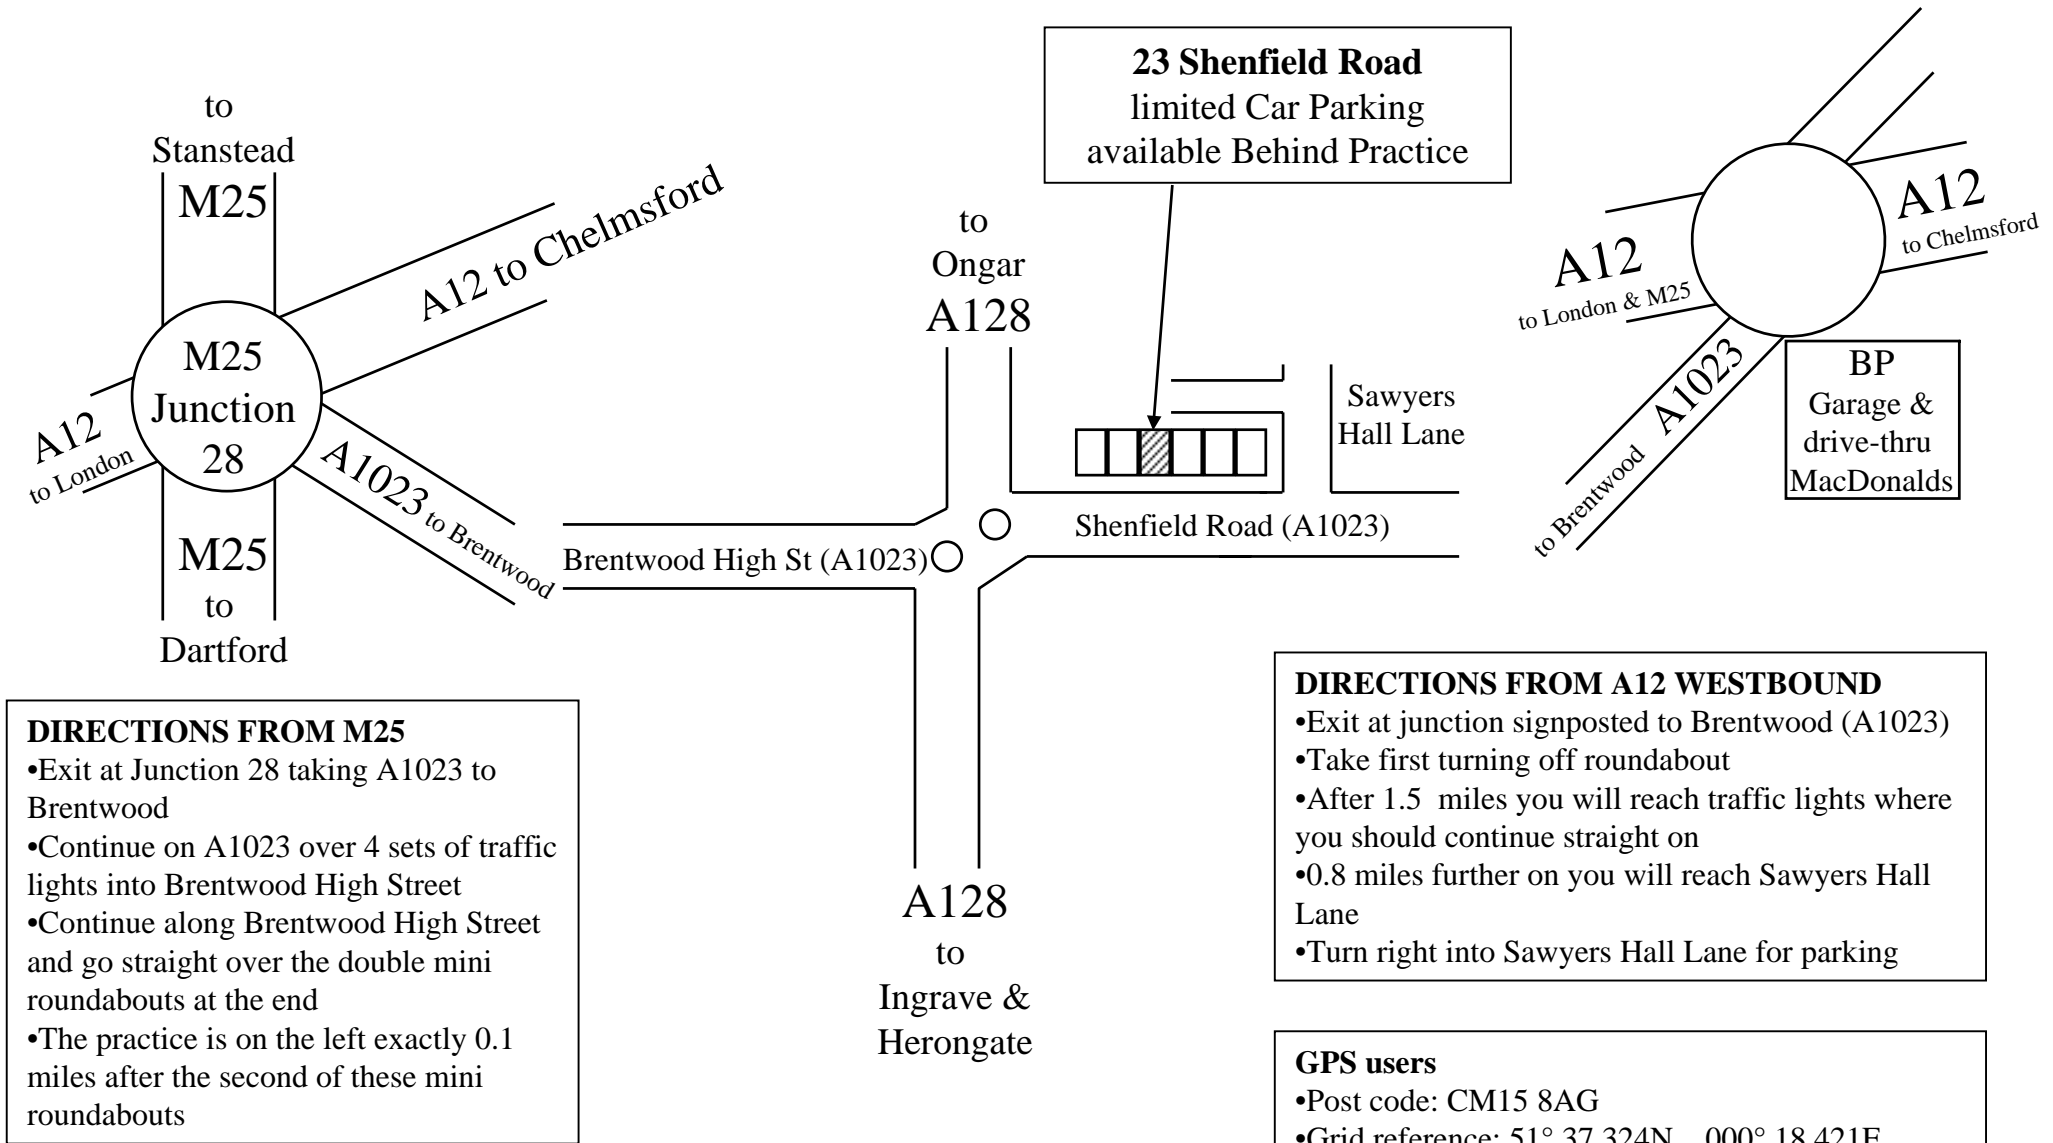 to
Stanstead
M25
A12 to Chelmsford
M25
Junction
28
A12
to London
A1023 to Brentwood
M25
to
Dartford
23 Shenfield Road
limited Car Parking
available Behind Practice
to
Ongar
A128
Sawyers
Hall Lane
Shenfield Road (A1023)
Brentwood High St (A1023)
A128
to
Ingrave &
Herongate
A12
to Chelmsford
A12
to London & M25
to Brentwood A1023
BP
Garage &
drive-thru
MacDonalds
DIRECTIONS FROM M25
•Exit at Junction 28 taking A1023 to
Brentwood
•Continue on A1023 over 4 sets of traffic
lights into Brentwood High Street
•Continue along Brentwood High Street
and go straight over the double mini
roundabouts at the end
•The practice is on the left exactly 0.1
miles after the second of these mini
roundabouts
DIRECTIONS FROM A12 WESTBOUND
•Exit at junction signposted to Brentwood (A1023)
•Take first turning off roundabout
•After 1.5  miles you will reach traffic lights where
you should continue straight on
•0.8 miles further on you will reach Sawyers Hall
Lane
•Turn right into Sawyers Hall Lane for parking
GPS users
•Post code: CM15 8AG
•Grid reference: 51° 37.324N    000° 18.421E